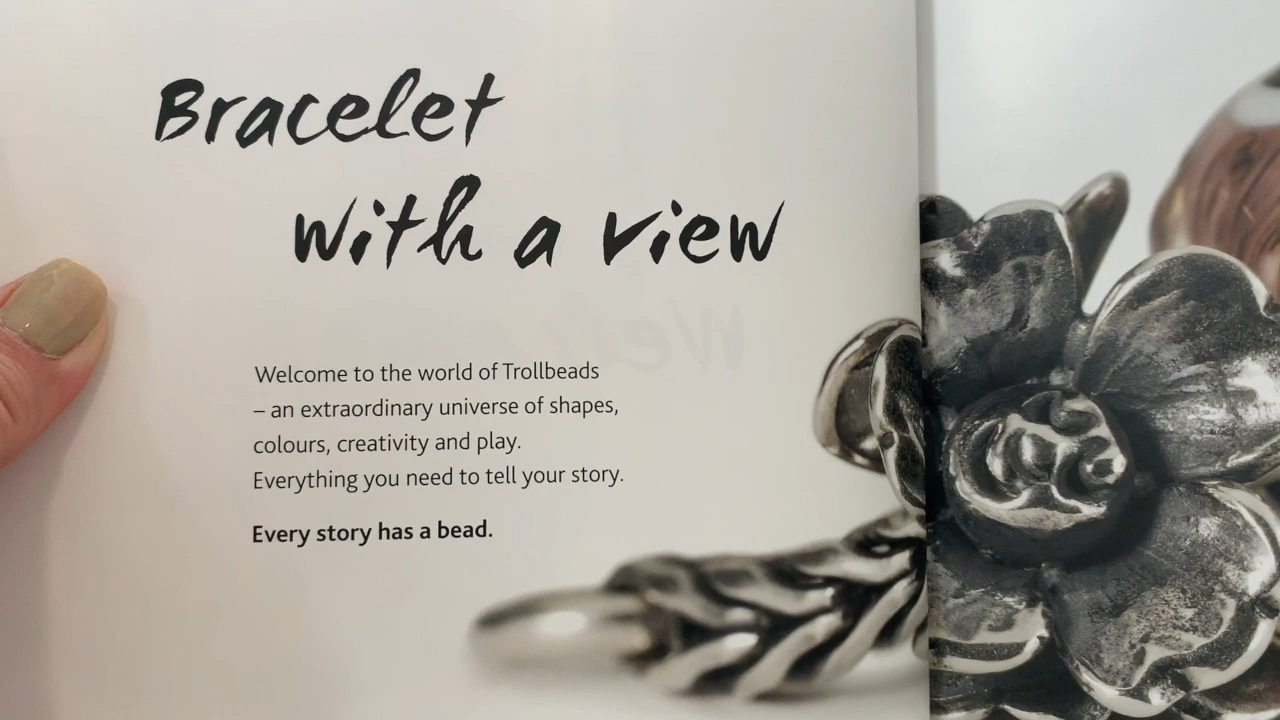 Bracelet
with a view
Welcome to the world of Trollbeads
– an extraordinary universe of shapes,
colours, creativity and play.
Everything you need to tell your story.
Every story has a bead.